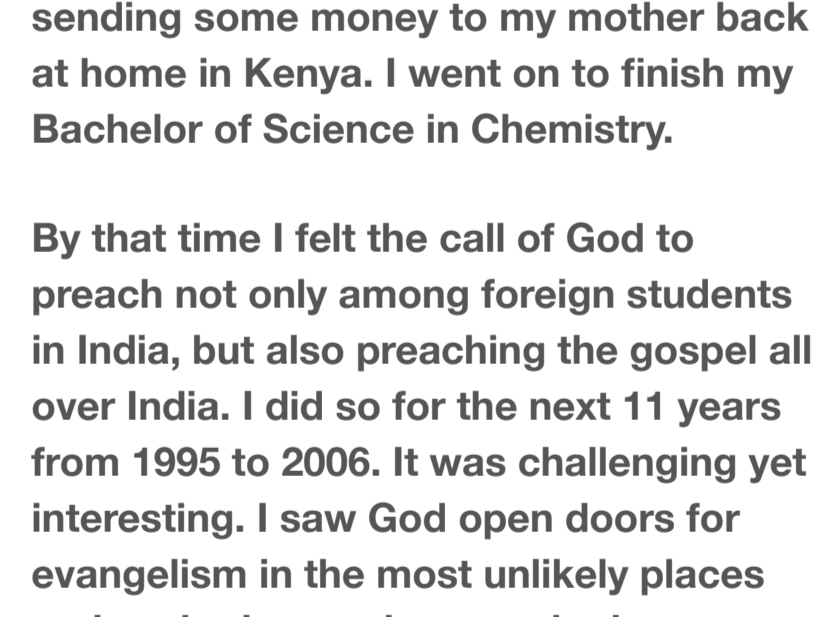 sending some money to my mother back
at home in Kenya. I went on to finish my
Bachelor of Science in Chemistry.
By that time I felt the call of God to
preach not only among foreign students
in India, but also preaching the gospel all
over India. I did so for the next 11 years
from 1995 to 2006. It was challenging yet
interesting. I saw God open doors for
evangelism in the most unlikely places